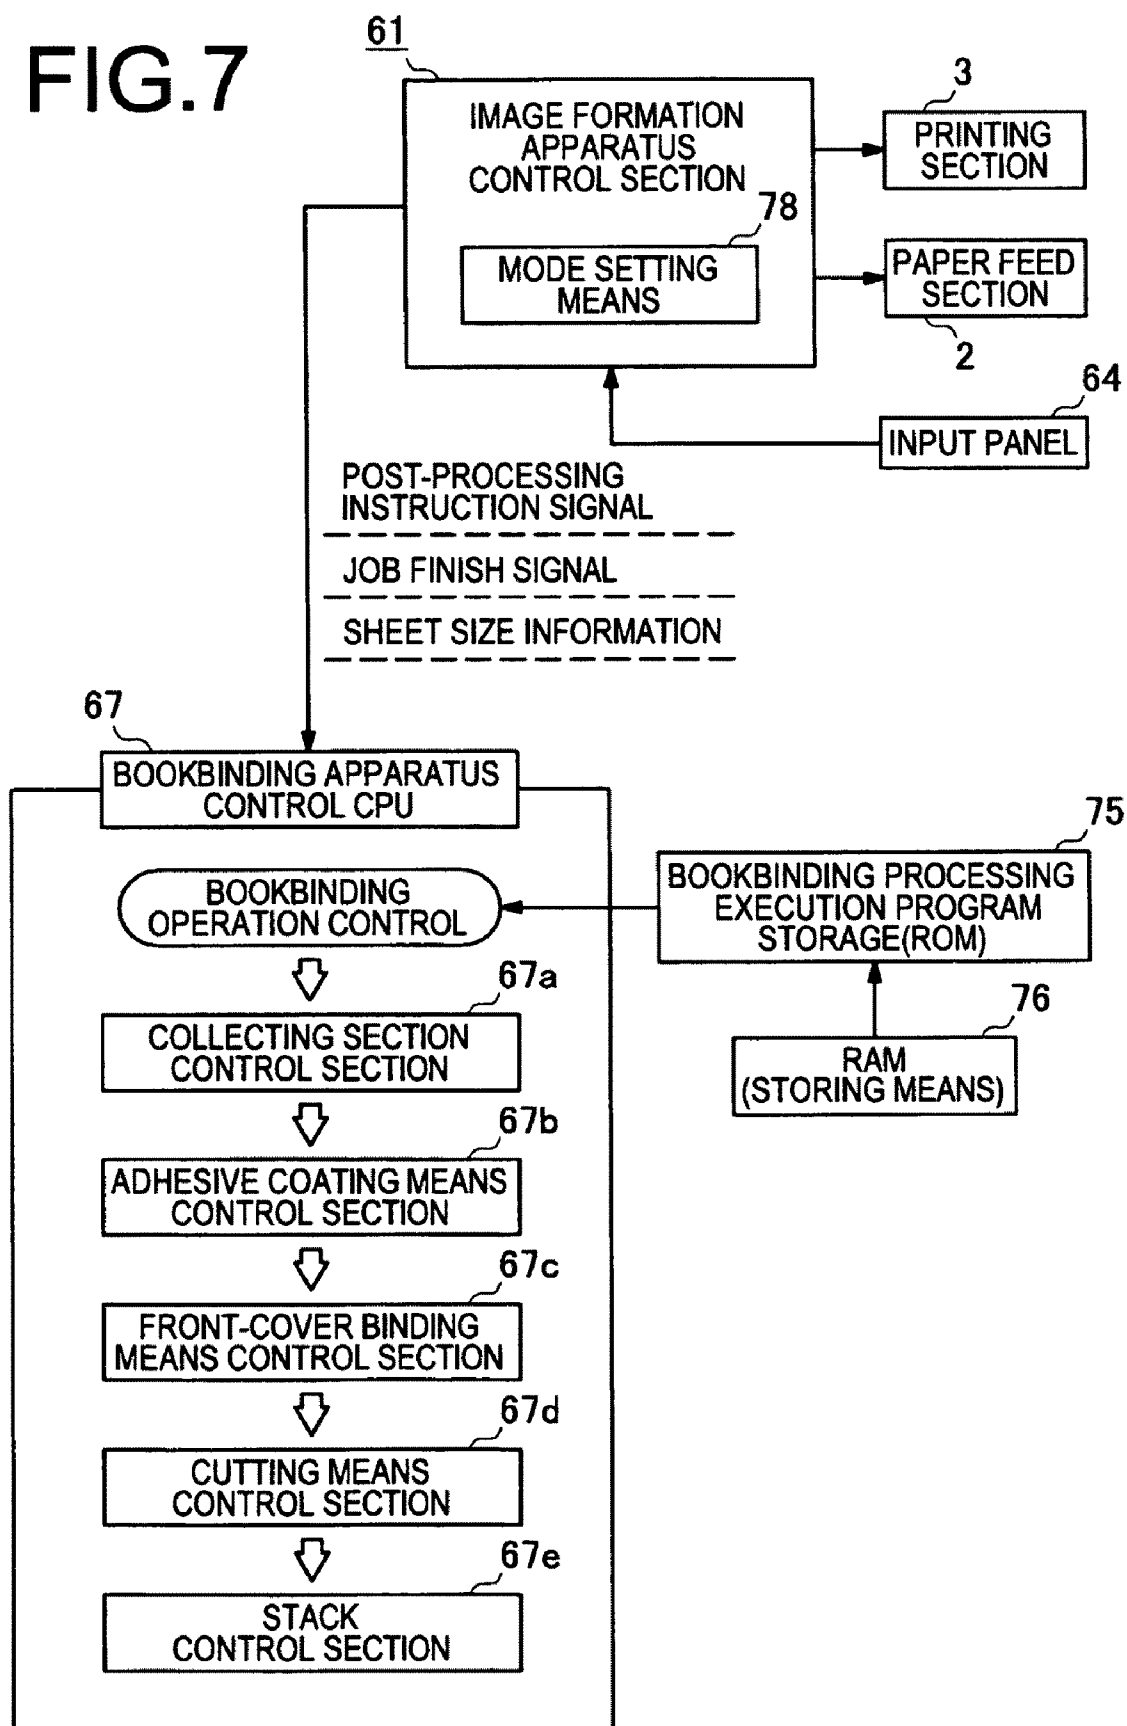 FIG.7
61
IMAGE FORMATION
APPARATUS
CONTROL SECTION
78
MODE SETTING
MEANS
3
PRINTING
SECTION
PAPER FEED
SECTION
2
64
INPUT PANEL
POST-PROCESSING
INSTRUCTION SIGNAL
JOB FINISH SIGNAL
SHEET SIZE INFORMATION
67
BOOKBINDING APPARATUS
CONTROL CPU
BOOKBINDING
OPERATION CONTROL
75
BOOKBINDING PROCESSING
EXECUTION PROGRAM
STORAGE(ROM)
76
RAM
(STORING MEANS)
67a
COLLECTING SECTION
CONTROL SECTION
67b
ADHESIVE COATING MEANS
CONTROL SECTION
67c
FRONT-COVER BINDING
MEANS CONTROL SECTION
67d
CUTTING MEANS
CONTROL SECTION
67e
STACK
CONTROL SECTION